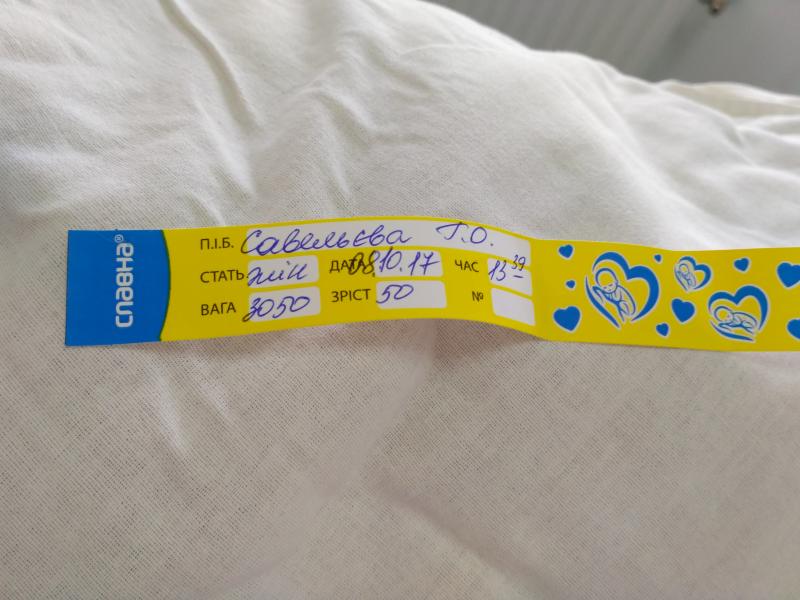 славна®
П.І.Б. Савельєва Т.О.
СТАТЬ жін ДАТА 08.10.17 ЧАС 13 39
ВАГА 3050 ЗРІСТ 50 №